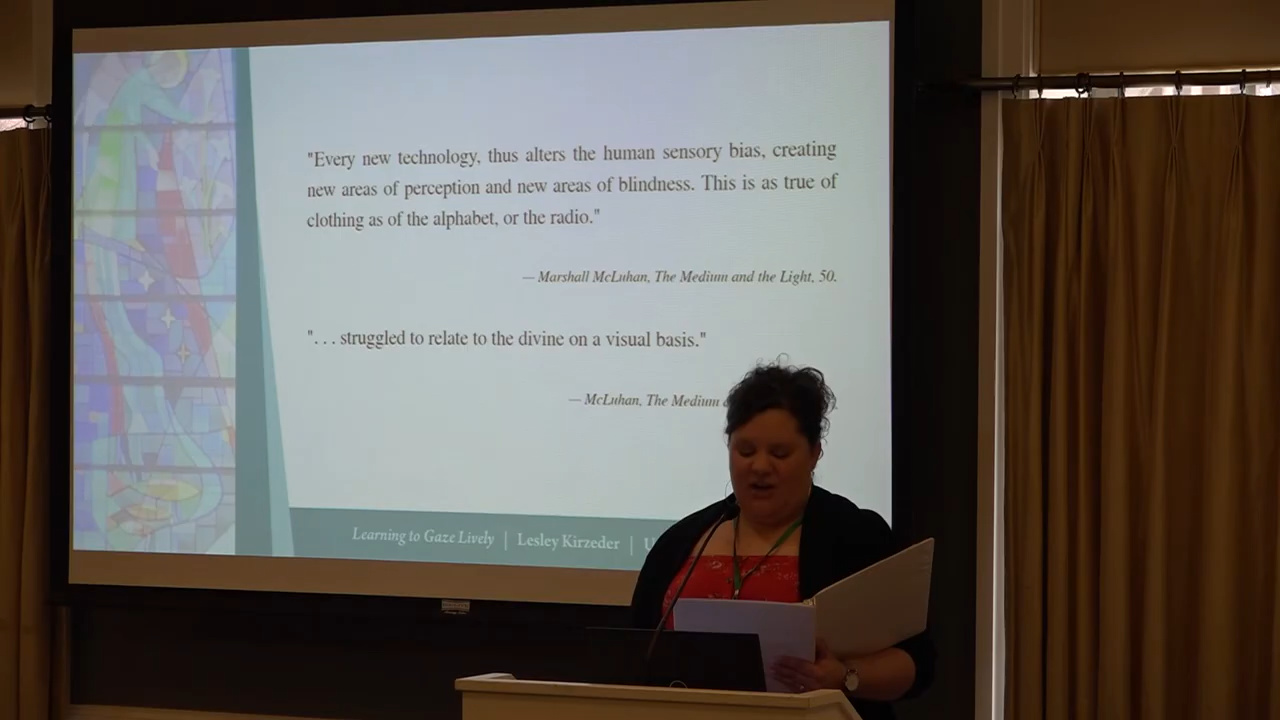 "Every new technology, thus alters the human sensory bias, creating
new areas of perception and new areas of blindness. This is as true of
clothing as of the alphabet, or the radio."
— Marshall McLuhan, The Medium and the Light, 50.
". . . struggled to relate to the divine on a visual basis."
— McLuhan, The Medium
Learning to Gaze Lively | Lesley Kirzeder | U